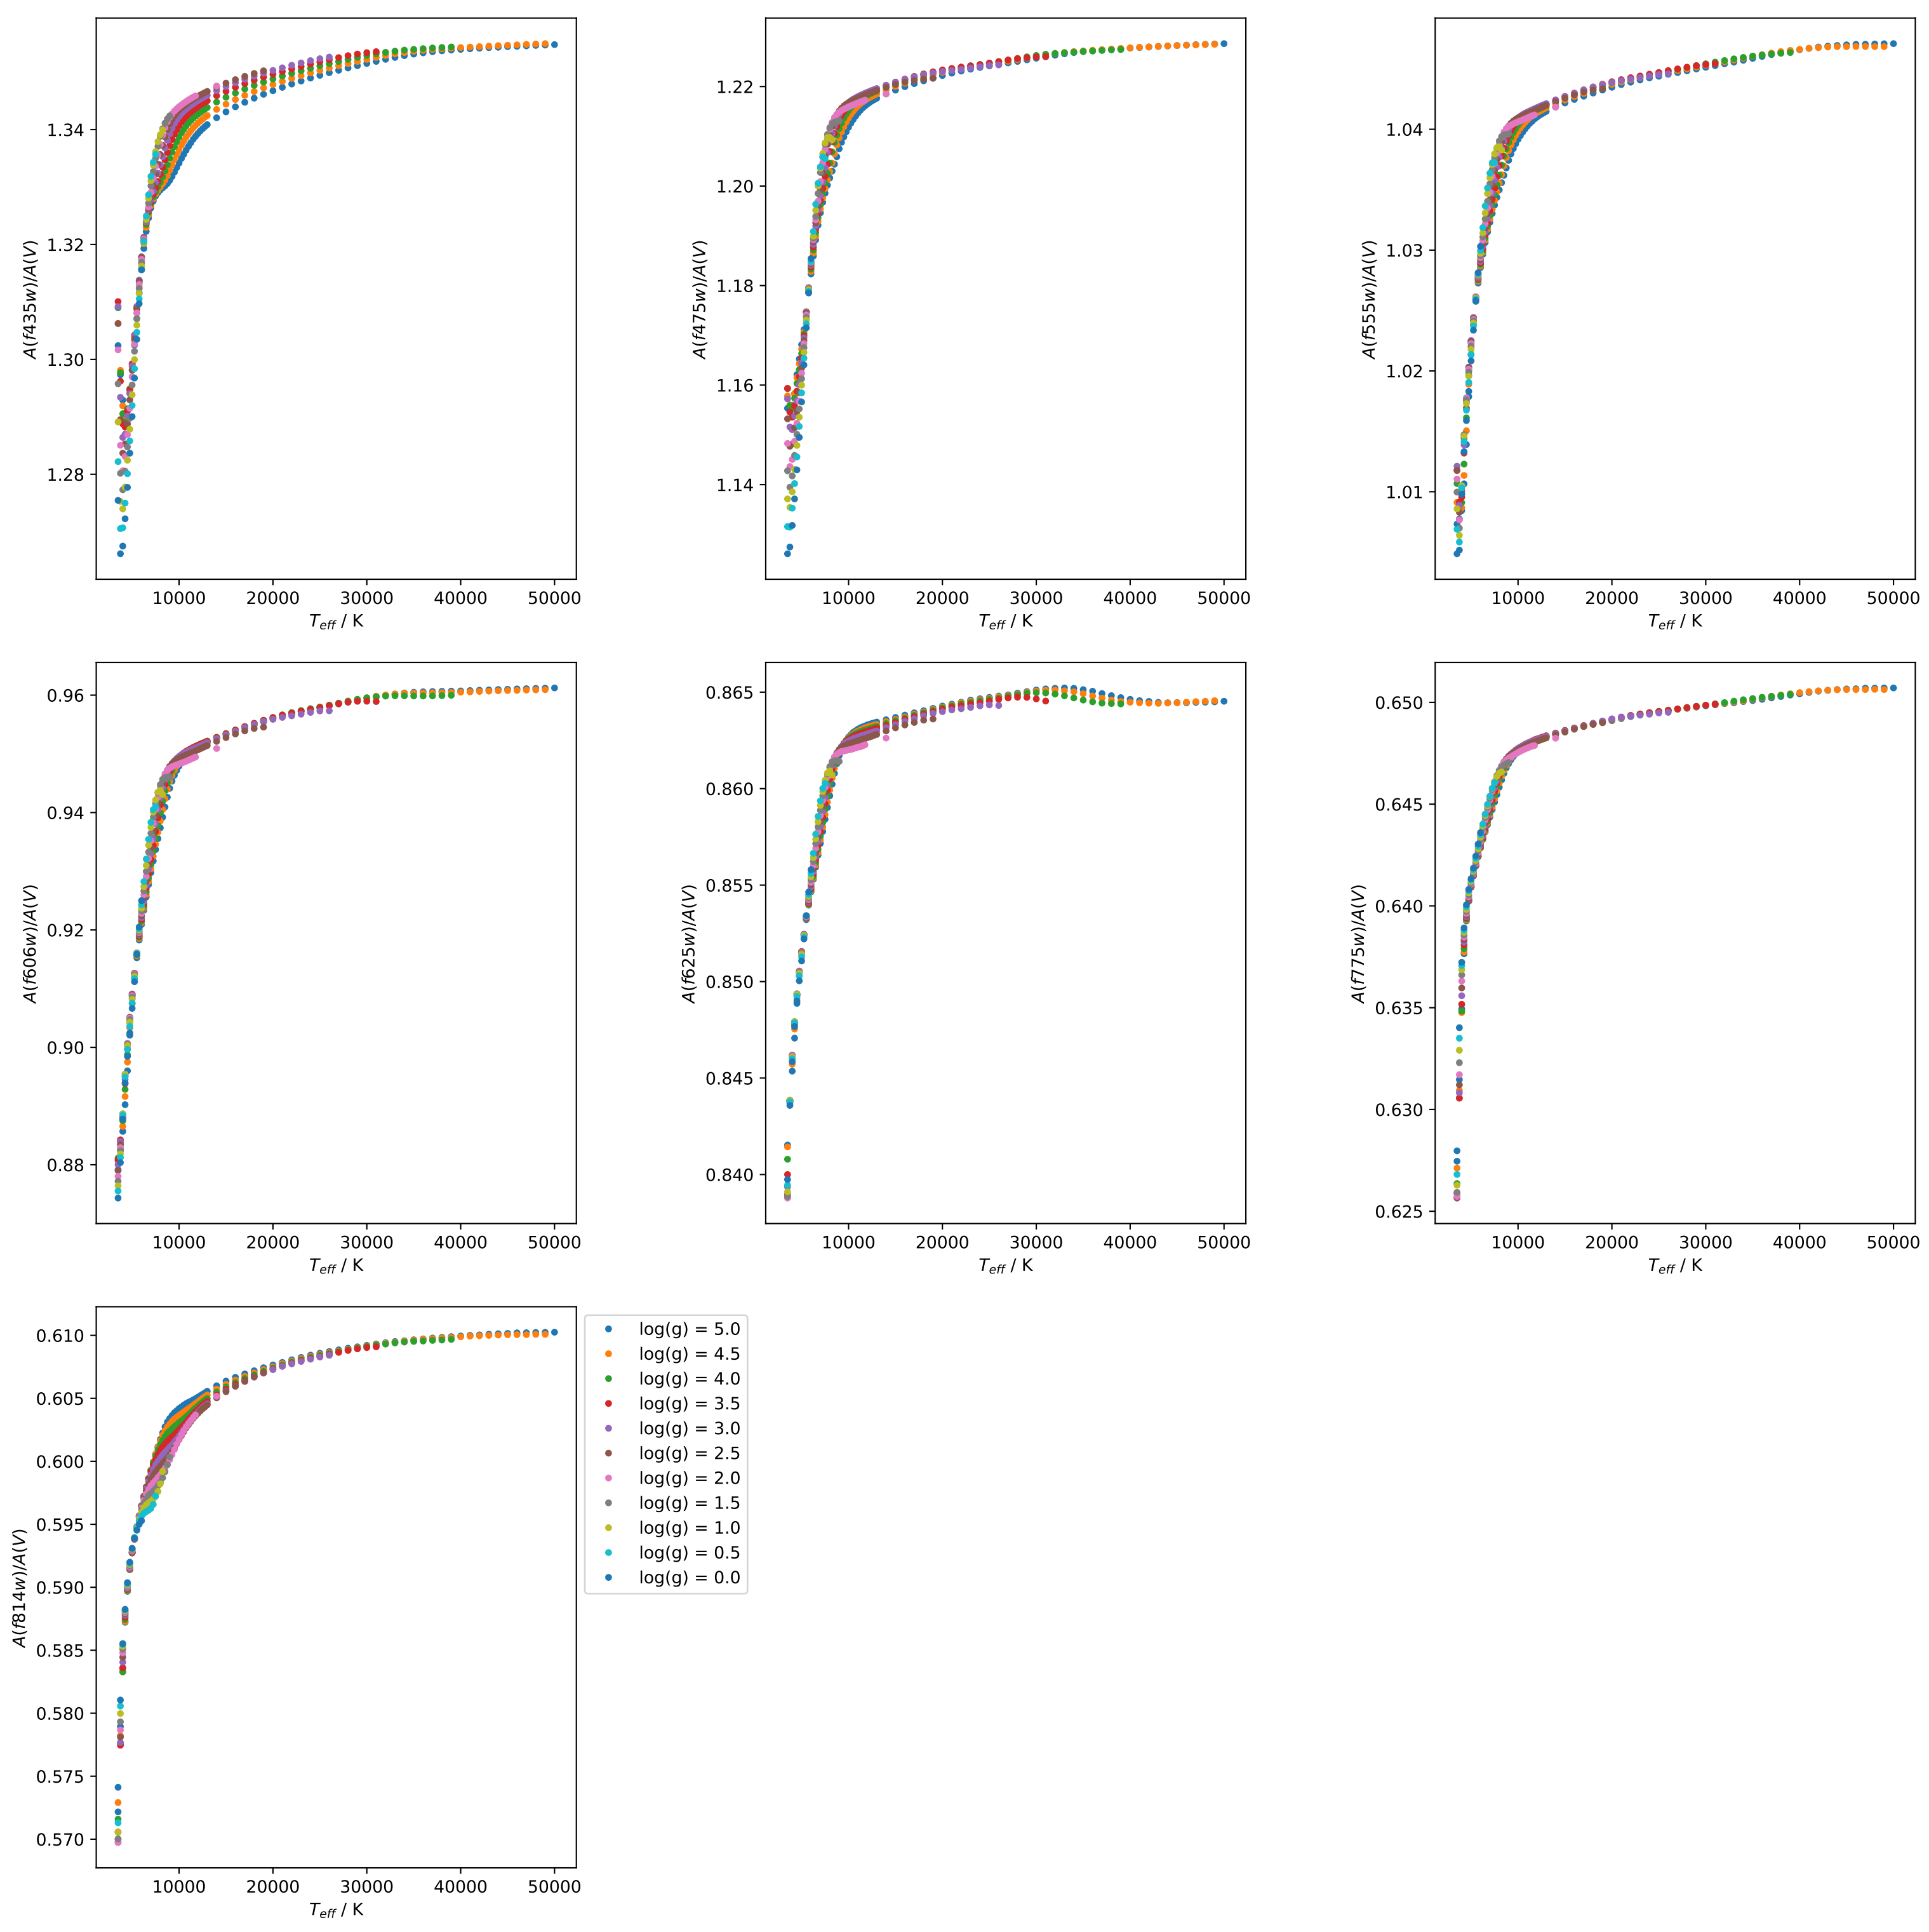 A(f435w)/A(V)
1.34
1.32
1.30
1.28
10000 20000 30000 40000 50000
T_eff / K
A(f475w)/A(V)
1.22
1.20
1.18
1.16
1.14
10000 20000 30000 40000 50000
T_eff / K
A(f555w)/A(V)
1.04
1.03
1.02
1.01
10000 20000 30000 40000 50000
T_eff / K
A(f606w)/A(V)
0.96
0.94
0.92
0.90
0.88
10000 20000 30000 40000 50000
T_eff / K
A(f625w)/A(V)
0.865
0.860
0.855
0.850
0.845
0.840
10000 20000 30000 40000 50000
T_eff / K
A(f775w)/A(V)
0.650
0.645
0.640
0.635
0.630
0.625
10000 20000 30000 40000 50000
T_eff / K
A(f814w)/A(V)
0.610
0.605
0.600
0.595
0.590
0.585
0.580
0.575
0.570
10000 20000 30000 40000 50000
T_eff / K
log(g) = 5.0
log(g) = 4.5
log(g) = 4.0
log(g) = 3.5
log(g) = 3.0
log(g) = 2.5
log(g) = 2.0
log(g) = 1.5
log(g) = 1.0
log(g) = 0.5
log(g) = 0.0